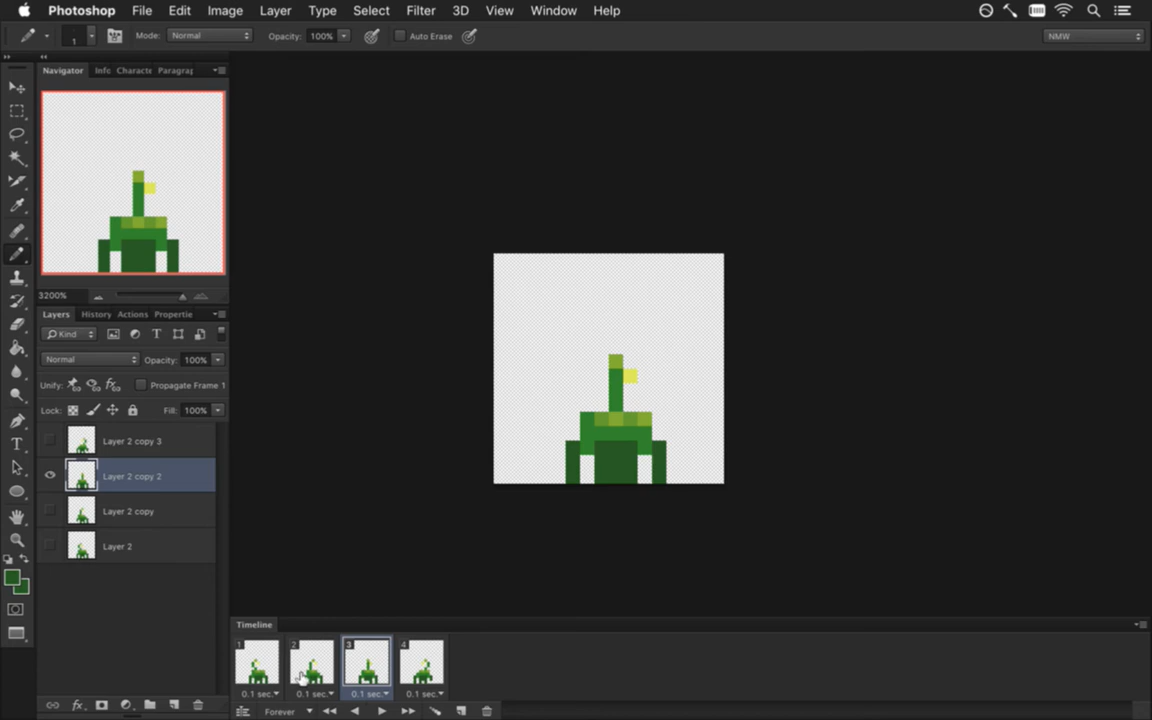 Photoshop File Edit Image Layer Type Select Filter 3D View Window Help
1 Mode: Normal Opacity: 100% Auto Erase NMW
Navigator Info Characte Paragrap
3200%
Layers History Actions Propertie
Kind
Normal Opacity: 100%
Unify: Propagate Frame 1
Lock: Fill: 100%
Layer 2 copy 3
Layer 2 copy 2
Layer 2 copy
Layer 2
Timeline
1 2 3 4
0.1 sec. 0.1 sec. 0.1 sec. 0.1 sec.
Forever